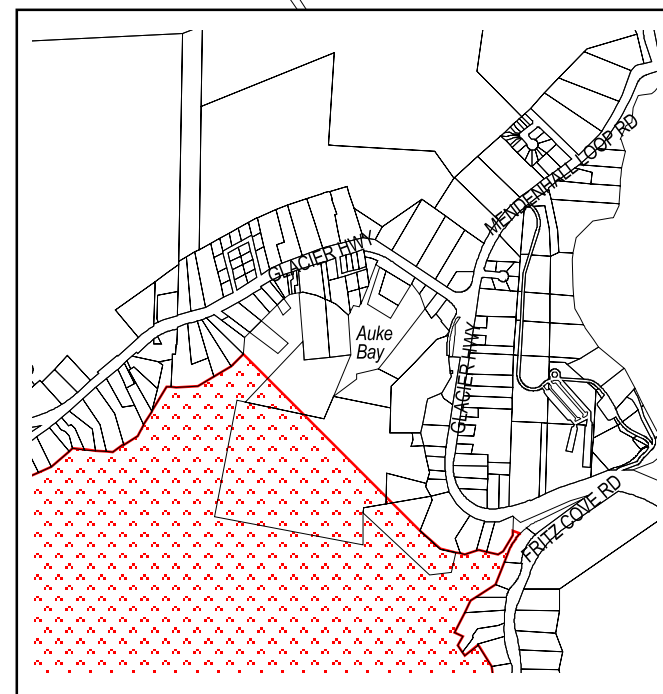 MENDENHALL LOOP RD
GLACIER HWY
Auke
Bay
GLACIER HWY
FRITZ COVE RD